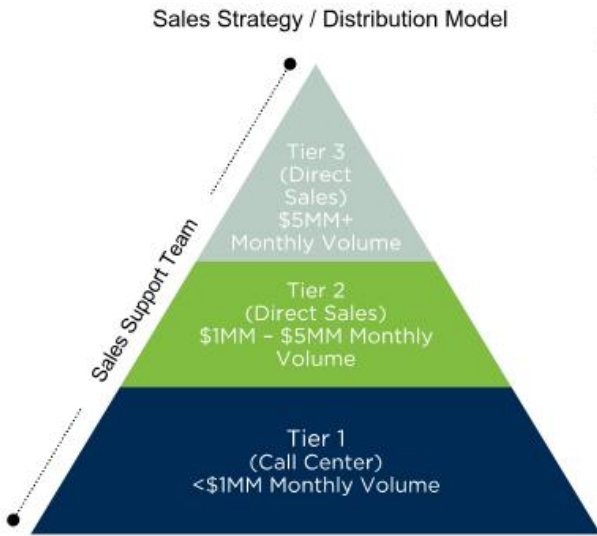 Sales Strategy / Distribution Model
Sales Support Team
Tier 3
(Direct
Sales)
$5MM+
Monthly Volume
Tier 2
(Direct Sales)
$1MM – $5MM Monthly
Volume
Tier 1
(Call Center)
<$1MM Monthly Volume